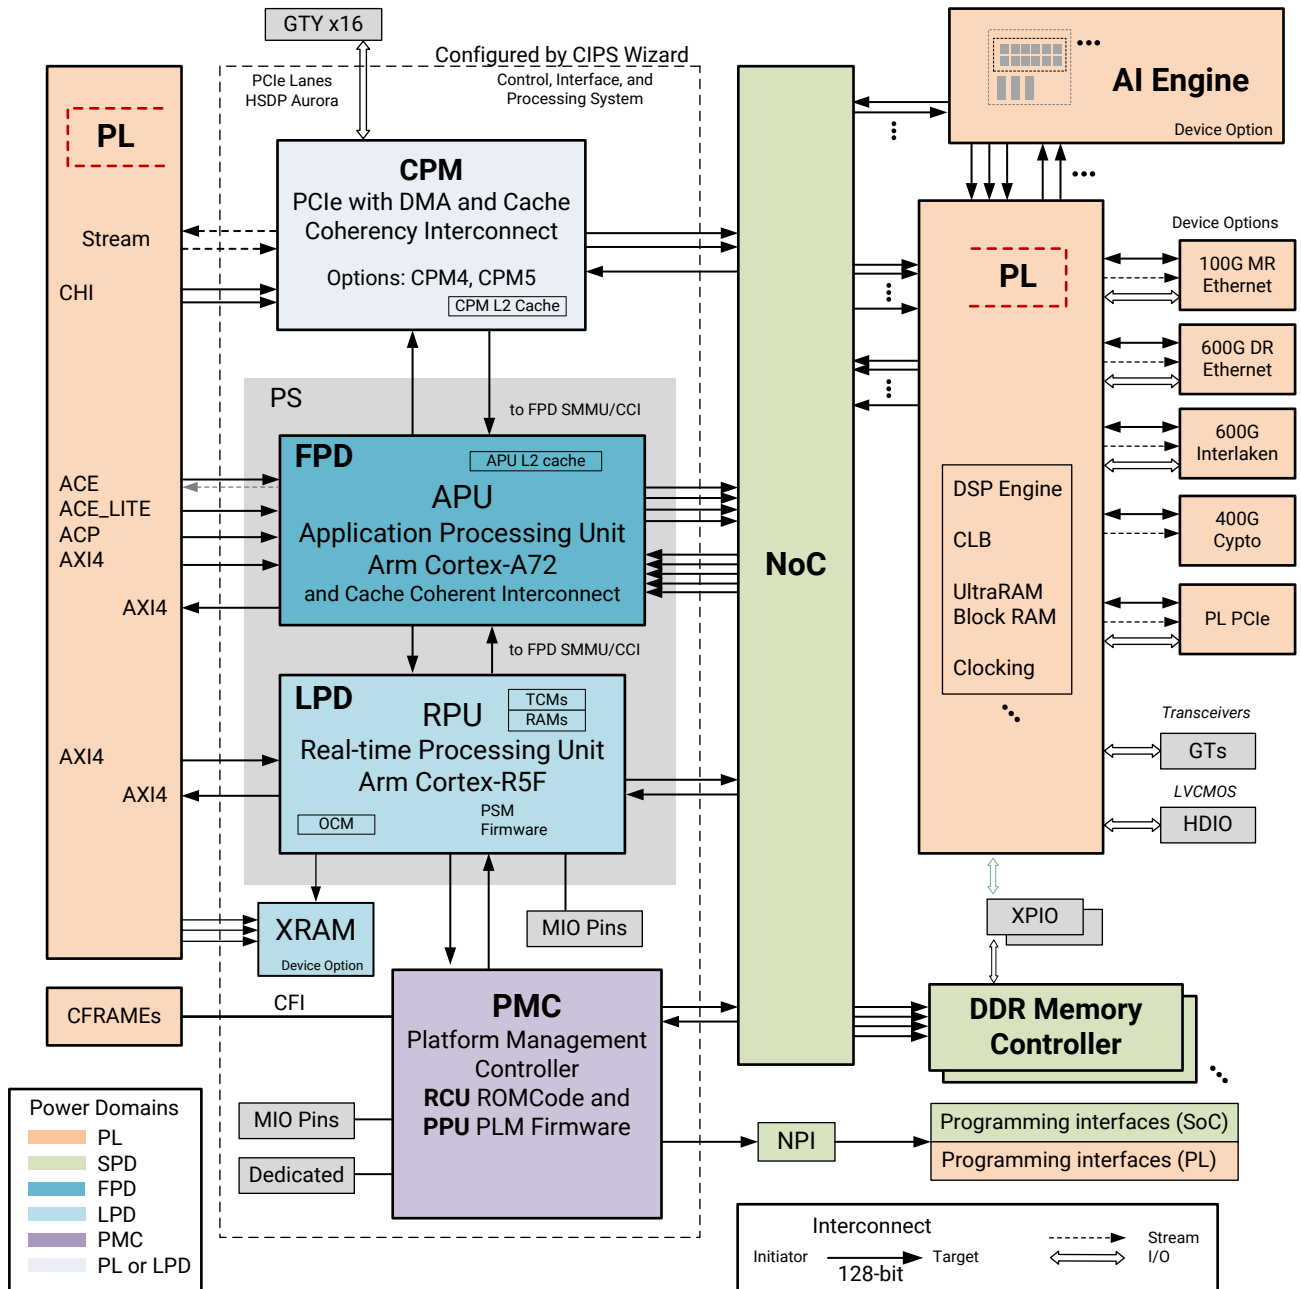 GTY x16
Configured by CIPS Wizard
PCIe Lanes
HSDP Aurora
Control, Interface, and
Processing System
PL
Stream
CHI
ACE
ACE_LITE
ACP
AXI4
AXI4
AXI4
AXI4
CPM
PCIe with DMA and Cache
Coherency Interconnect
Options: CPM4, CPM5
CPM L2 Cache
PS
to FPD SMMU/CCI
FPD
APU L2 cache
APU
Application Processing Unit
Arm Cortex-A72
and Cache Coherent Interconnect
to FPD SMMU/CCI
LPD
TCMs
RAMs
RPU
Real-time Processing Unit
Arm Cortex-R5F
OCM
PSM
Firmware
XRAM
Device Option
MIO Pins
CFRAMEs
CFI
PMC
Platform Management
Controller
RCU ROMCode and
PPU PLM Firmware
MIO Pins
Dedicated
NoC
AI Engine
Device Option
PL
DSP Engine
CLB
UltraRAM
Block RAM
Clocking
Device Options
100G MR
Ethernet
600G DR
Ethernet
600G
Interlaken
400G
Cypto
PL PCIe
Transceivers
GTs
LVCMOS
HDIO
XPIO
DDR Memory
Controller
NPI
Programming interfaces (SoC)
Programming interfaces (PL)
Power Domains
PL
SPD
FPD
LPD
PMC
PL or LPD
Interconnect
Initiator
Target
128-bit
Stream
I/O